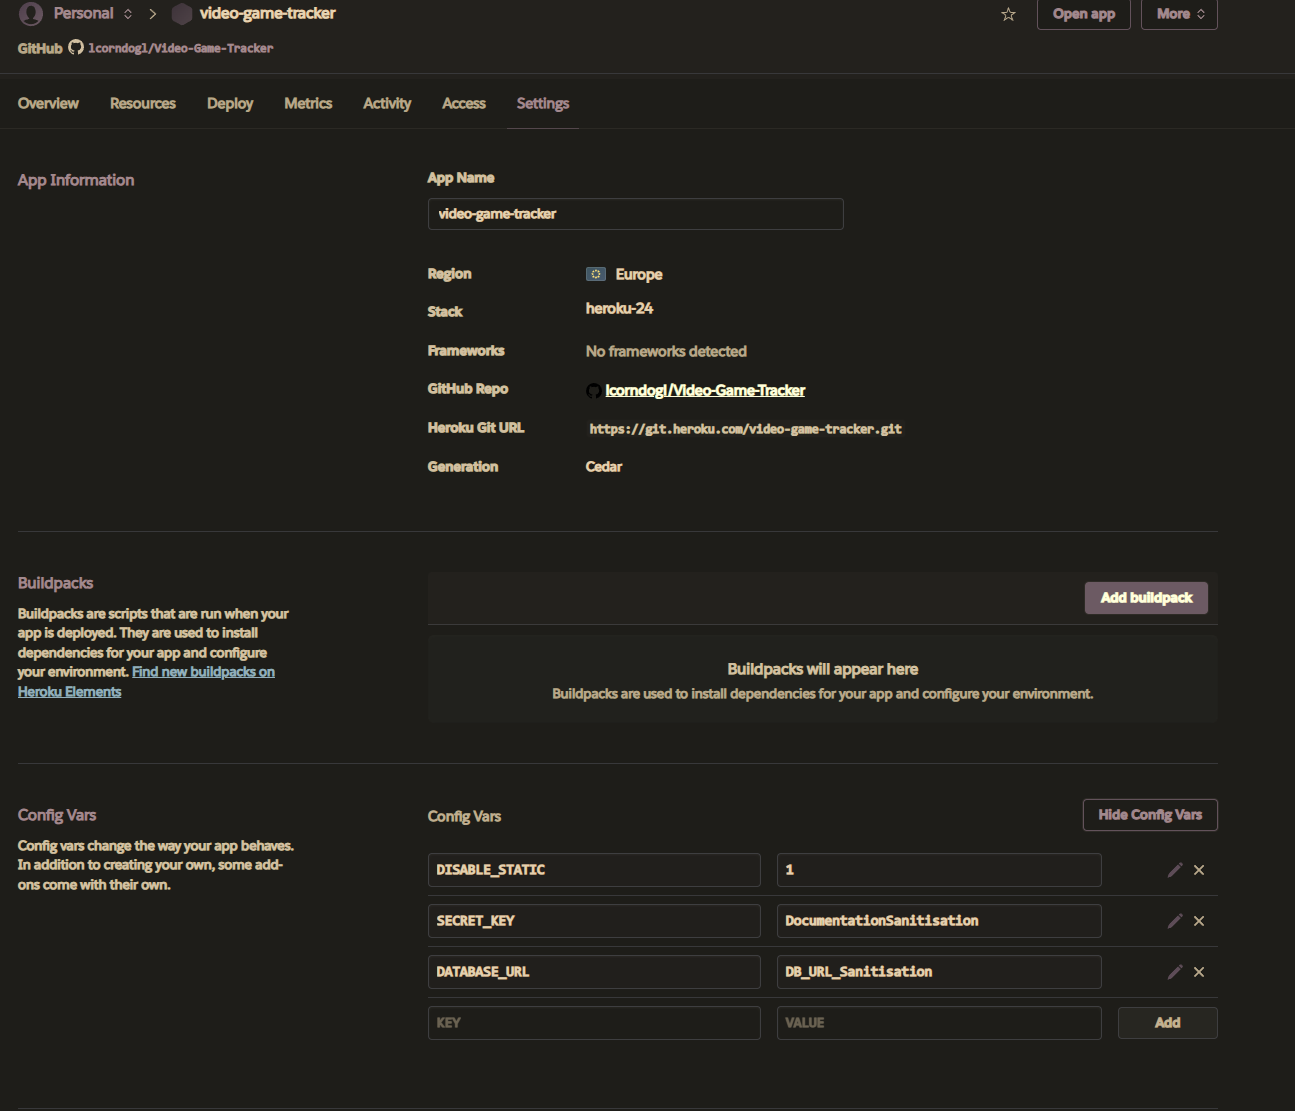 Personal
video-game-tracker
Open app
More
GitHub lcorndogl/Video-Game-Tracker
Overview Resources Deploy Metrics Activity Access Settings
App Information
App Name
video-game-tracker
Region Europe
Stack heroku-24
Frameworks No frameworks detected
GitHub Repo lcorndogl/Video-Game-Tracker
Heroku Git URL https://git.heroku.com/video-game-tracker.git
Generation Cedar
Buildpacks
Buildpacks are scripts that are run when your
app is deployed. They are used to install
dependencies for your app and configure
your environment. Find new buildpacks on
Heroku Elements
Add buildpack
Buildpacks will appear here
Buildpacks are used to install dependencies for your app and configure your environment.
Config Vars
Config vars change the way your app behaves.
In addition to creating your own, some add-
ons come with their own.
Config Vars
Hide Config Vars
DISABLE_STATIC 1
SECRET_KEY DocumentationSanitisation
DATABASE_URL DB_URL_Sanitisation
KEY VALUE Add